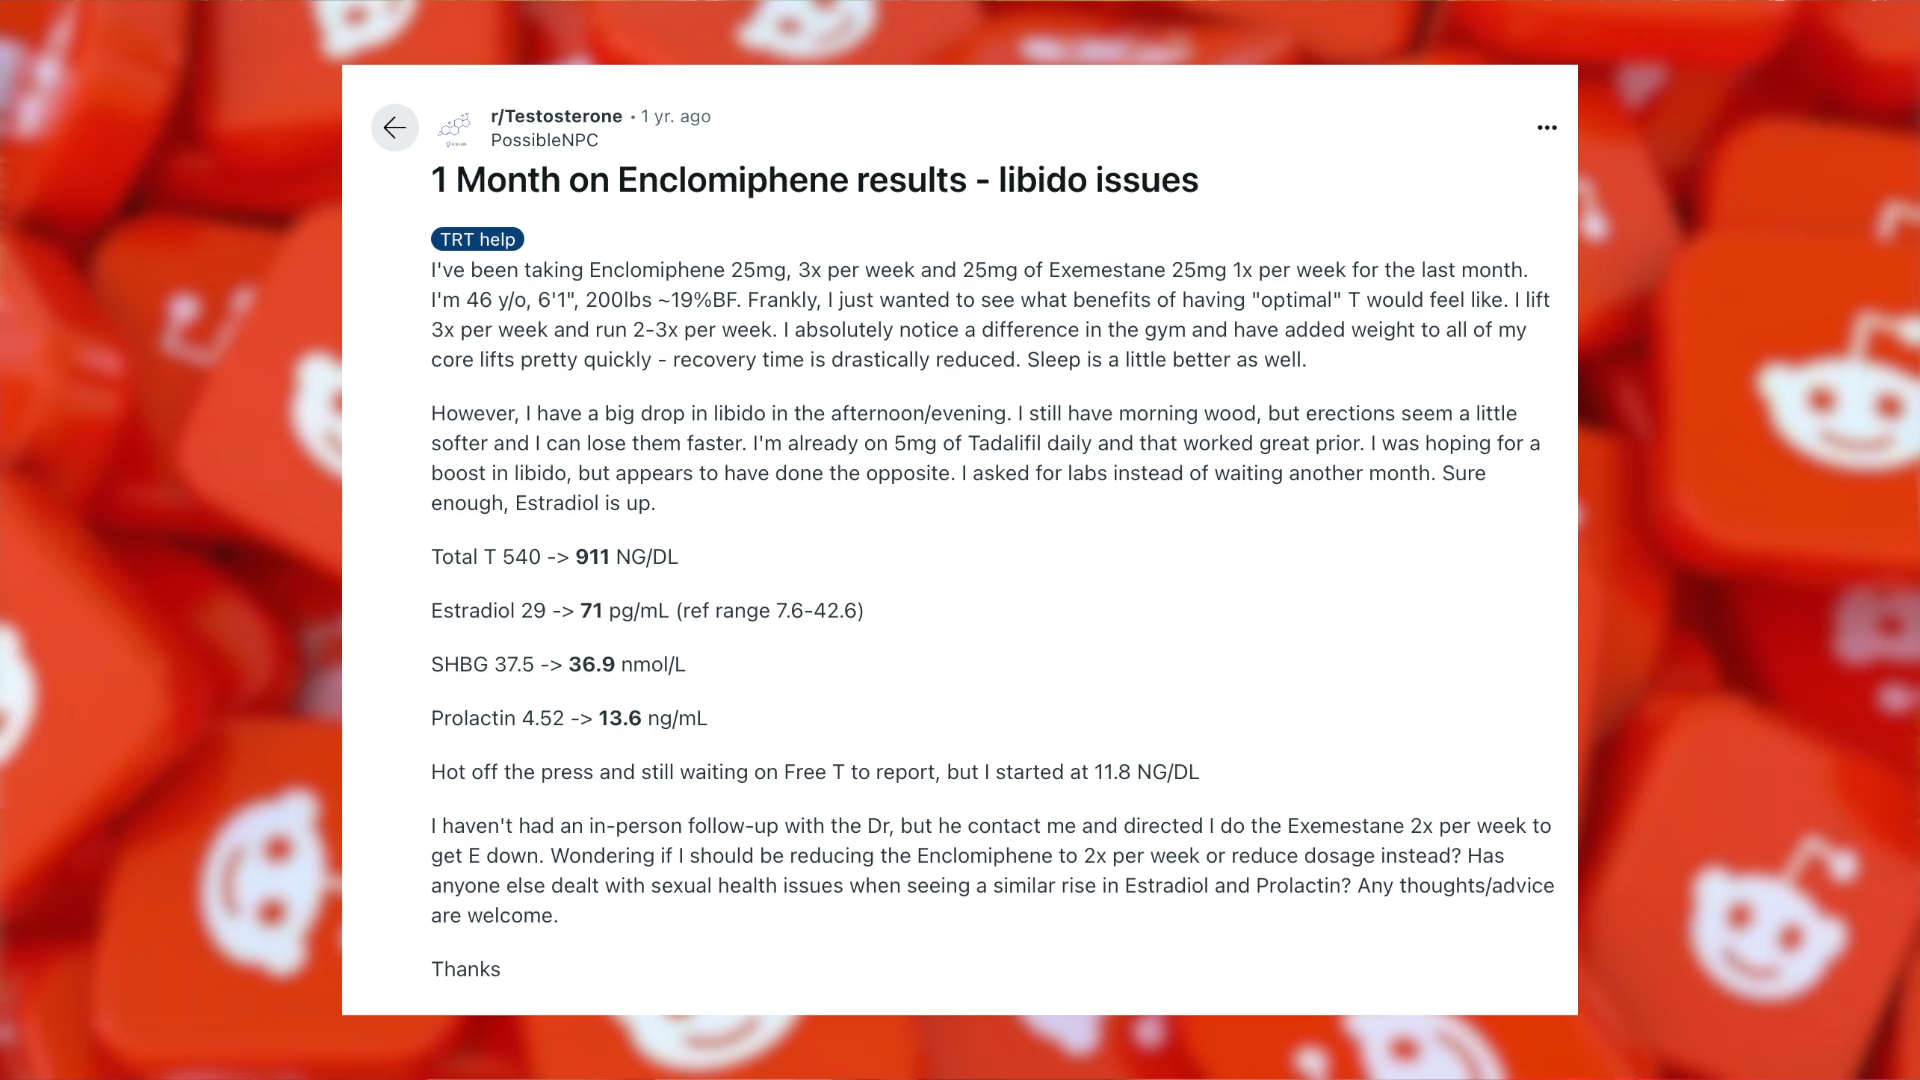 r/Testosterone • 1 yr. ago
PossibleNPC
1 Month on Enclomiphene results - libido issues
TRT help
I've been taking Enclomiphene 25mg, 3x per week and 25mg of Exemestane 25mg 1x per week for the last month.
I'm 46 y/o, 6'1", 200lbs ~19%BF. Frankly, I just wanted to see what benefits of having "optimal" T would feel like. I lift
3x per week and run 2-3x per week. I absolutely notice a difference in the gym and have added weight to all of my
core lifts pretty quickly - recovery time is drastically reduced. Sleep is a little better as well.
However, I have a big drop in libido in the afternoon/evening. I still have morning wood, but erections seem a little
softer and I can lose them faster. I'm already on 5mg of Tadalifil daily and that worked great prior. I was hoping for a
boost in libido, but appears to have done the opposite. I asked for labs instead of waiting another month. Sure
enough, Estradiol is up.
Total T 540 -> 911 NG/DL
Estradiol 29 -> 71 pg/mL (ref range 7.6-42.6)
SHBG 37.5 -> 36.9 nmol/L
Prolactin 4.52 -> 13.6 ng/mL
Hot off the press and still waiting on Free T to report, but I started at 11.8 NG/DL
I haven't had an in-person follow-up with the Dr, but he contact me and directed I do the Exemestane 2x per week to
get E down. Wondering if I should be reducing the Enclomiphene to 2x per week or reduce dosage instead? Has
anyone else dealt with sexual health issues when seeing a similar rise in Estradiol and Prolactin? Any thoughts/advice
are welcome.
Thanks